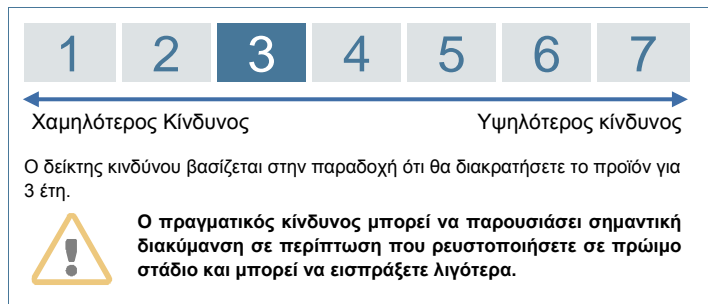 1 2 3 4 5 6 7
Χαμηλότερος Κίνδυνος Υψηλότερος κίνδυνος
Ο δείκτης κινδύνου βασίζεται στην παραδοχή ότι θα διακρατήσετε το προϊόν για
3 έτη.
Ο πραγματικός κίνδυνος μπορεί να παρουσιάσει σημαντική
διακύμανση σε περίπτωση που ρευστοποιήσετε σε πρώιμο
στάδιο και μπορεί να εισπράξετε λιγότερα.